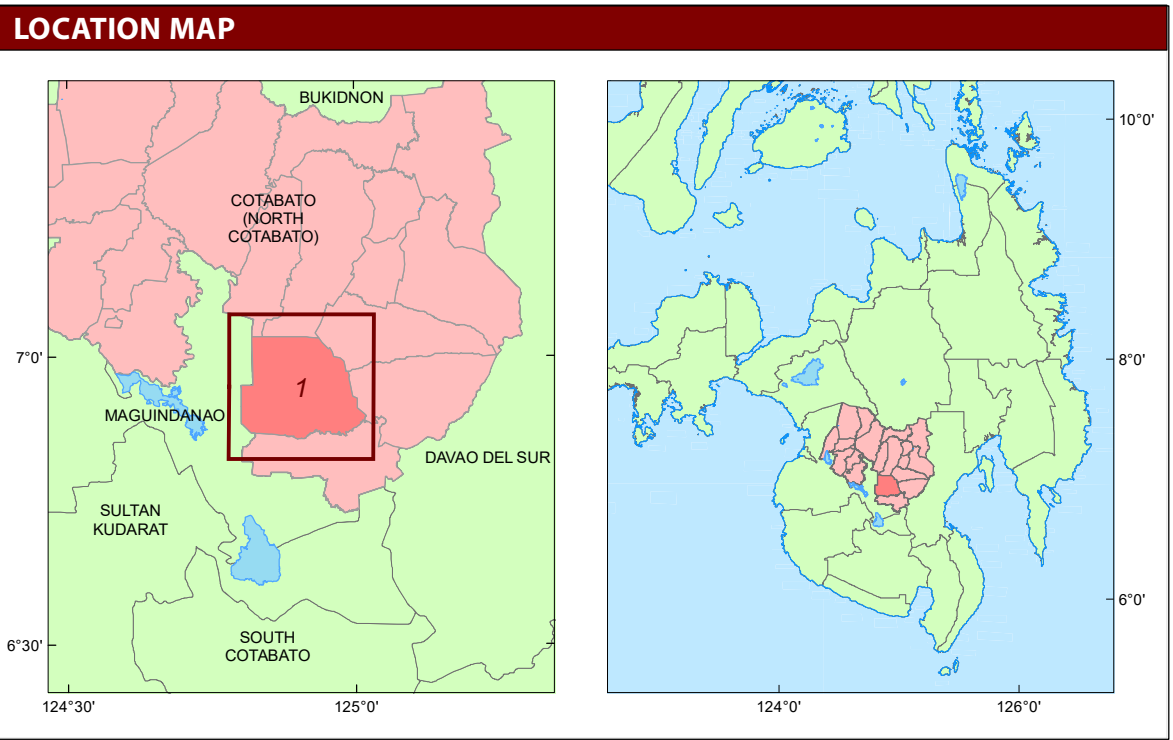 LOCATION MAP
BUKIDNON
COTABATO
(NORTH
COTABATO)
7°0'
1
MAGUINDANAO
DAVAO DEL SUR
SULTAN
KUDARAT
SOUTH
COTABATO
6°30'
124°30'
125°0'
10°0'
8°0'
6°0'
124°0'
126°0'